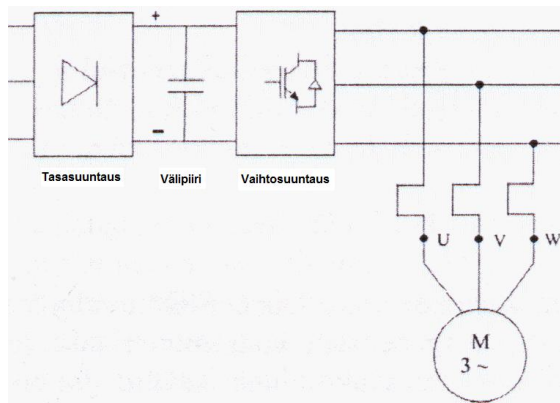 +
-
Tasasuuntaus
Välipiiri
Vaihtosuuntaus
U
V
W
M
3 ~